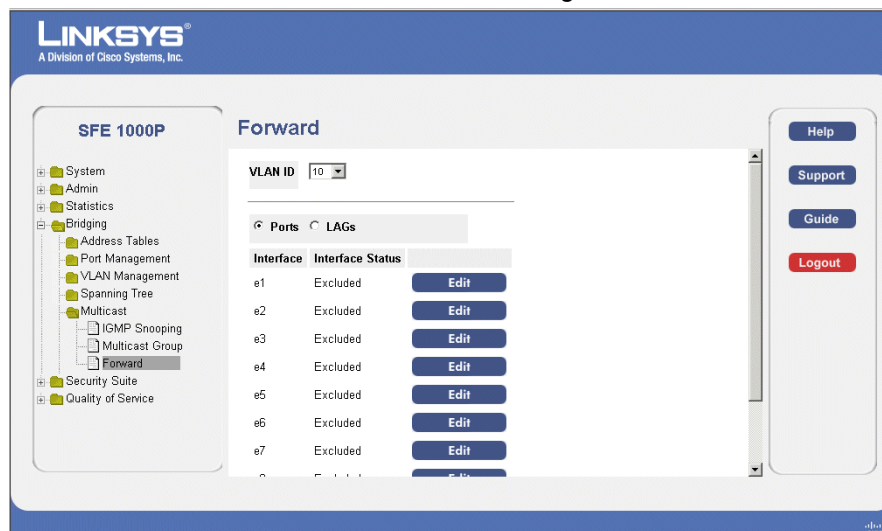 LINKSYS®
A Division of Cisco Systems, Inc.
SFE 1000P
System
Admin
Statistics
Bridging
Address Tables
Port Management
VLAN Management
Spanning Tree
Multicast
IGMP Snooping
Multicast Group
Forward
Security Suite
Quality of Service
Forward
VLAN ID 10
Ports LAGs
Interface Interface Status
e1 Excluded Edit
e2 Excluded Edit
e3 Excluded Edit
e4 Excluded Edit
e5 Excluded Edit
e6 Excluded Edit
e7 Excluded Edit
Help
Support
Guide
Logout